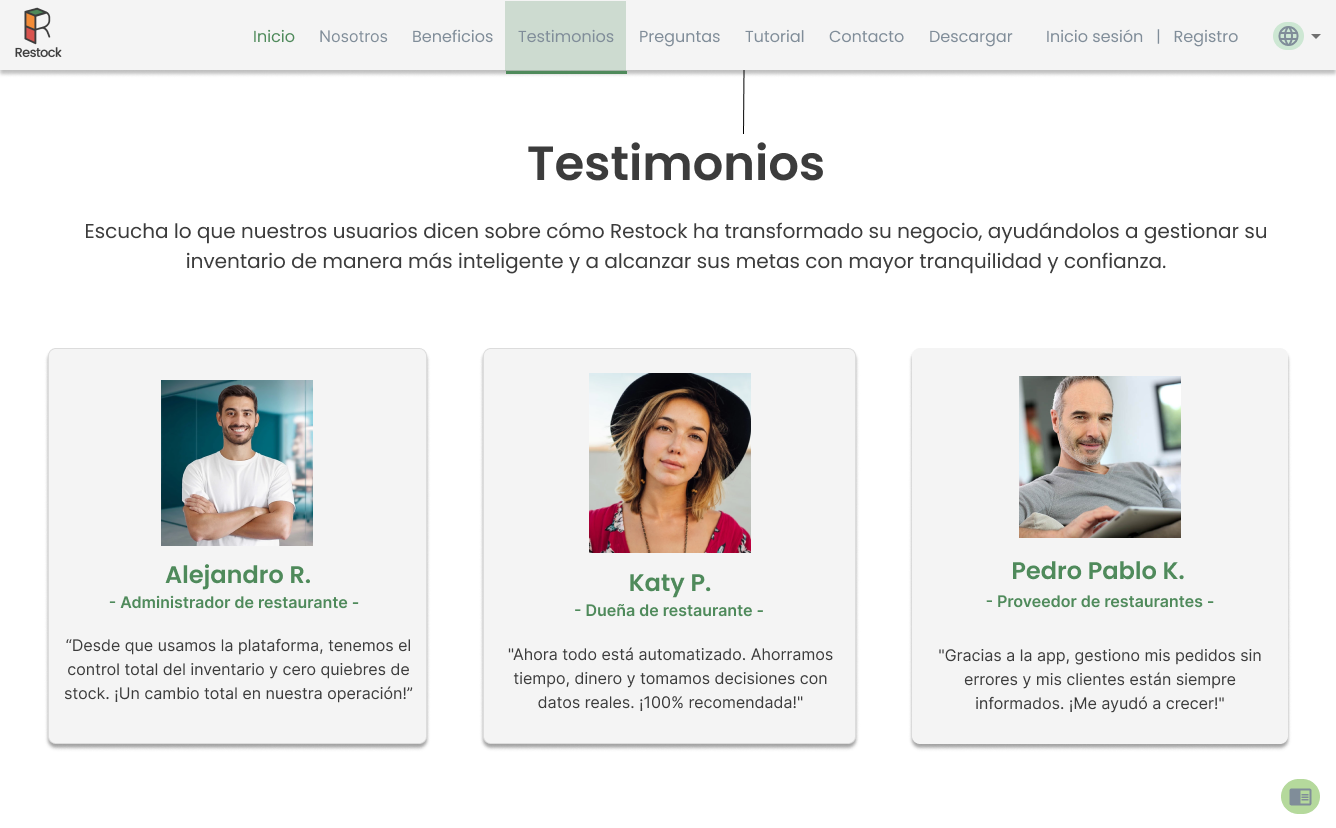 Restock
Inicio Nosotros Beneficios Testimonios Preguntas Tutorial Contacto Descargar Inicio sesión | Registro
Testimonios
Escucha lo que nuestros usuarios dicen sobre cómo Restock ha transformado su negocio, ayudándolos a gestionar su
inventario de manera más inteligente y a alcanzar sus metas con mayor tranquilidad y confianza.
Alejandro R.
- Administrador de restaurante -
“Desde que usamos la plataforma, tenemos el
control total del inventario y cero quiebres de
stock. ¡Un cambio total en nuestra operación!”
Katy P.
- Dueña de restaurante -
"Ahora todo está automatizado. Ahorramos
tiempo, dinero y tomamos decisiones con
datos reales. ¡100% recomendada!"
Pedro Pablo K.
- Proveedor de restaurantes -
"Gracias a la app, gestiono mis pedidos sin
errores y mis clientes están siempre
informados. ¡Me ayudó a crecer!"